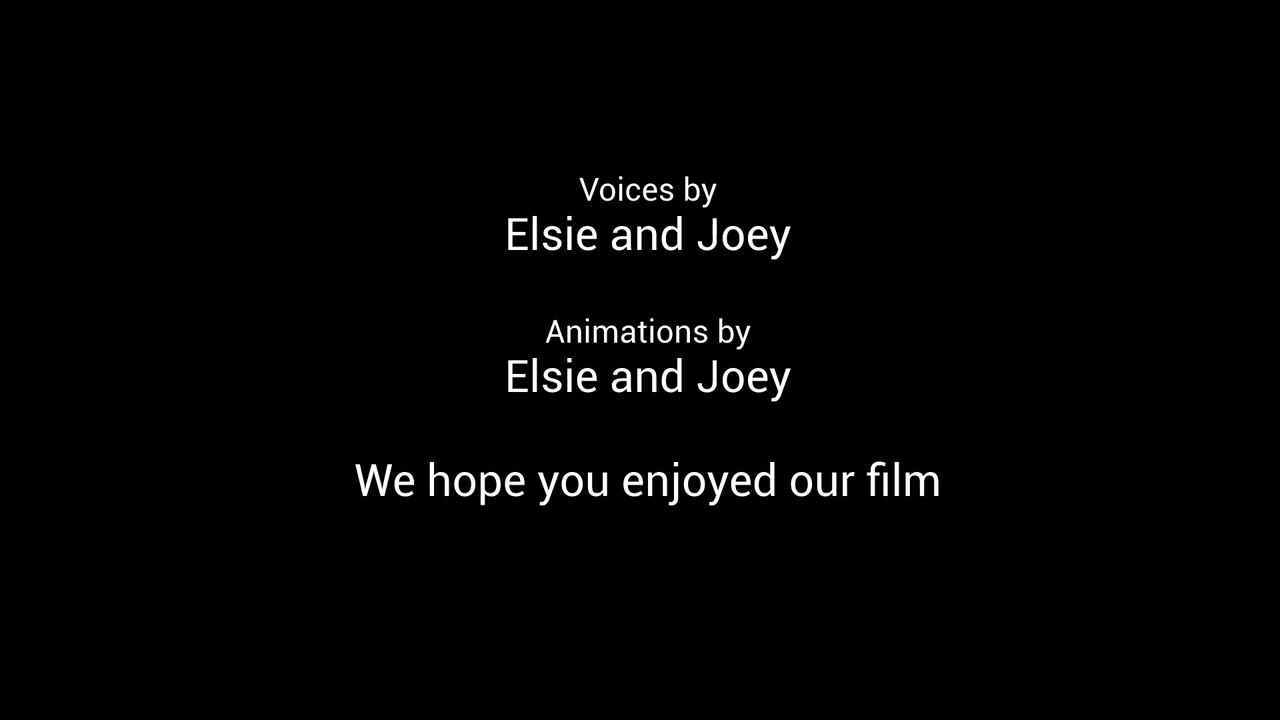 Voices by
Elsie and Joey
Animations by
Elsie and Joey
We hope you enjoyed our film